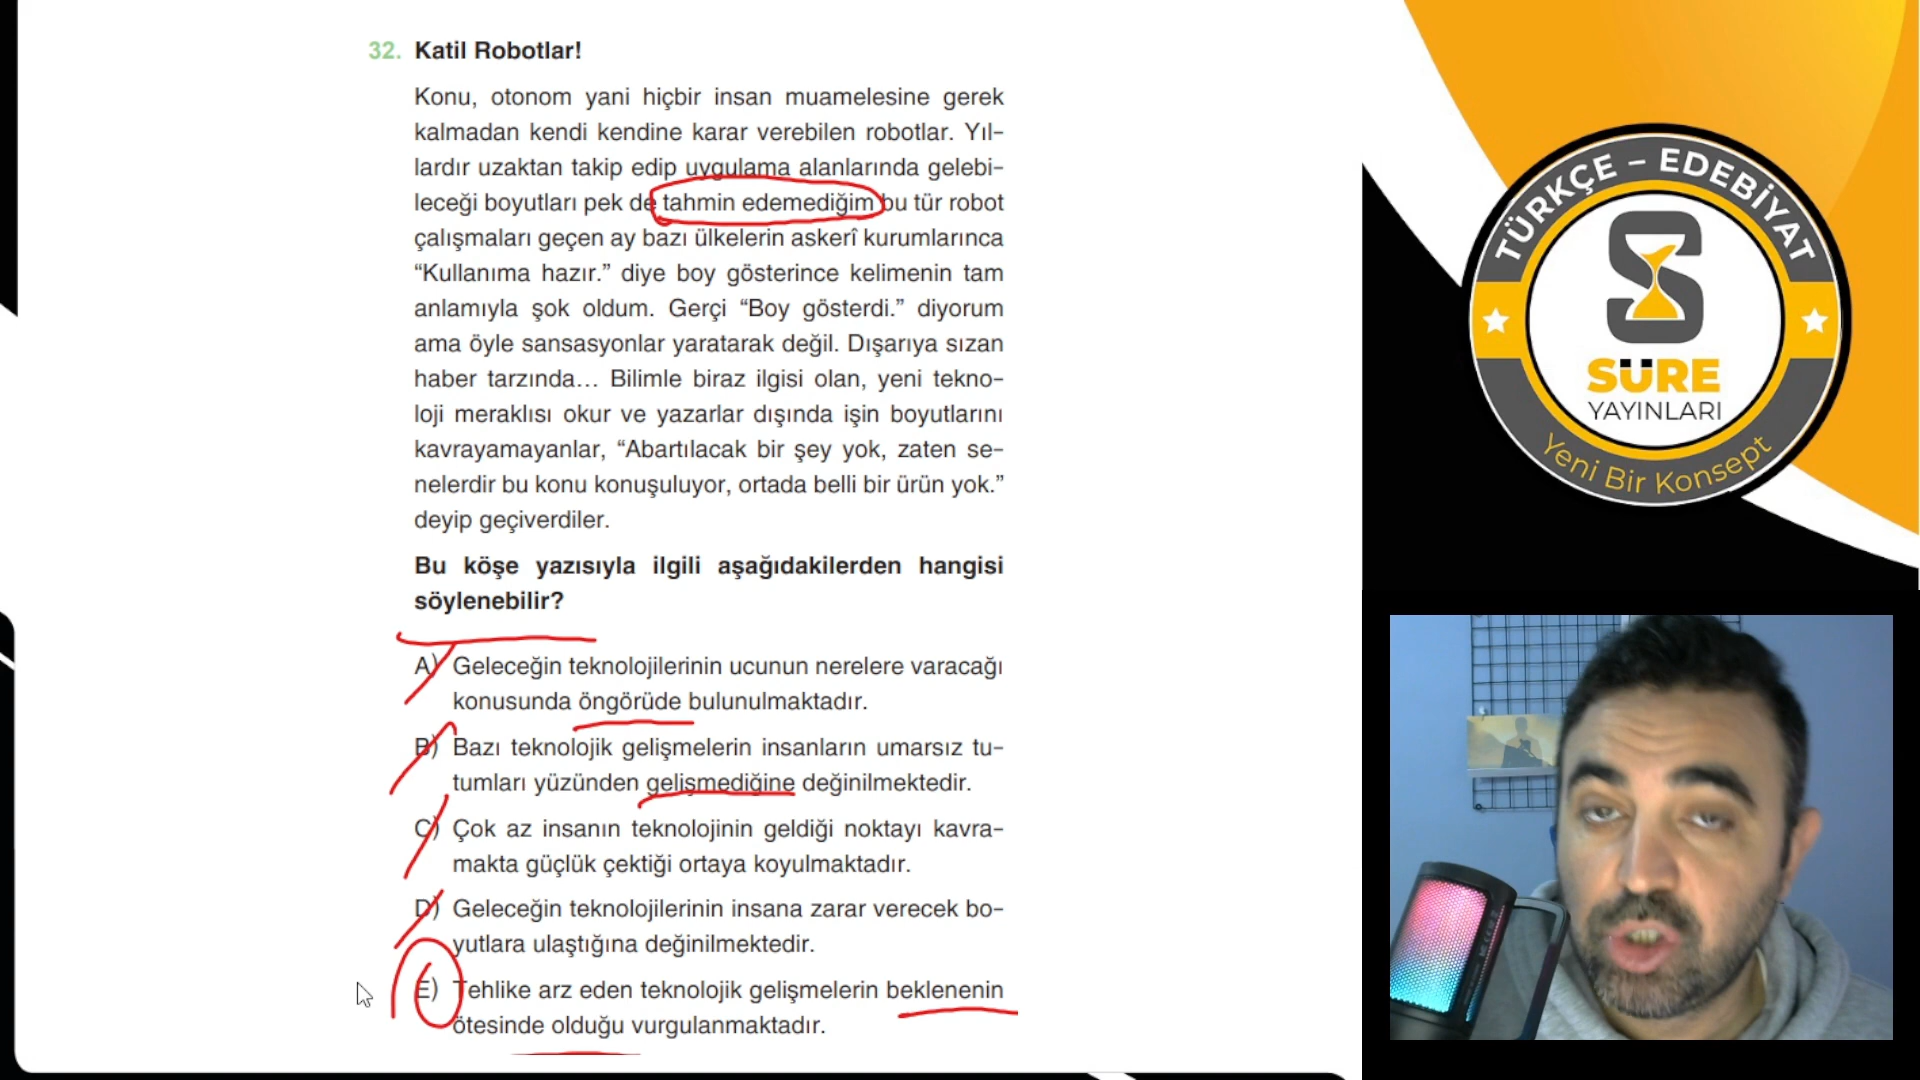 32. Katil Robotlar!
Konu, otonom yani hiçbir insan muamelesine gerek
kalmadan kendi kendine karar verebilen robotlar. Yıl–
lardır uzaktan takip edip uygulama alanlarında gelebi–
leceği boyutları pek de tahmin edemediğim bu tür robot
çalışmaları geçen ay bazı ülkelerin askerî kurumlarınca
“Kullanıma hazır.” diye boy gösterince kelimenin tam
anlamıyla şok oldum. Gerçi “Boy gösterdi.” diyorum
ama öyle sansasyonlar yaratarak değil. Dışarıya sızan
haber tarzında... Bilimle biraz ilgisi olan, yeni tekno–
loji meraklısı okur ve yazarlar dışında işin boyutlarını
kavrayamayanlar, “Abartılacak bir şey yok, zaten se–
nelerdir bu konu konuşuluyor, ortada belli bir ürün yok.”
deyip geçiverdiler.
Bu köşe yazısıyla ilgili aşağıdakilerden hangisi
söylenebilir?
A) Geleceğin teknolojilerinin ucunun nerelere varacağı
konusunda öngörüde bulunulmaktadır.
B) Bazı teknolojik gelişmelerin insanların umarsız tu–
tumları yüzünden gelişmediğine değinilmektedir.
C) Çok az insanın teknolojinin geldiği noktayı kavra–
makta güçlük çektiği ortaya koyulmaktadır.
D) Geleceğin teknolojilerinin insana zarar verecek bo–
yutlara ulaştığına değinilmektedir.
E) Tehlike arz eden teknolojik gelişmelerin beklenenin
ötesinde olduğu vurgulanmaktadır.
TÜRKÇE – EDEBİYAT
SÜRE
YAYINLARI
Yeni Bir Konsept